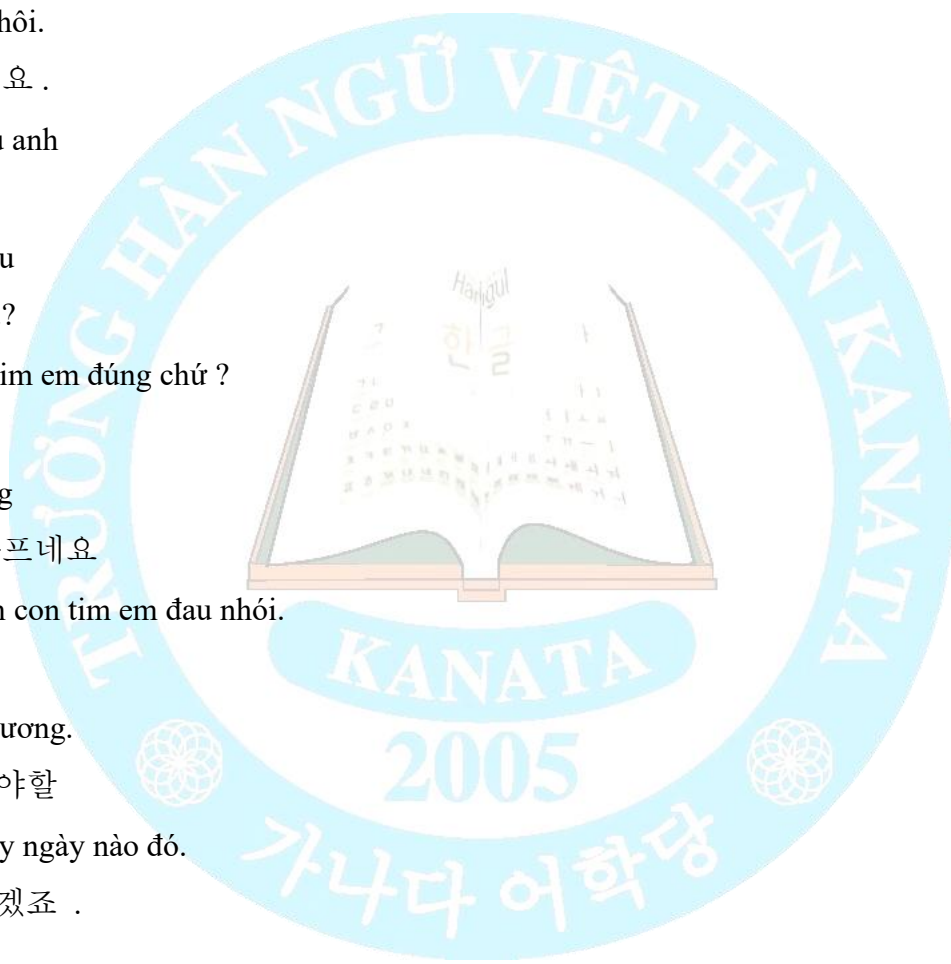 hôi.
요 .
anh
u
?
im em đúng chứ ?
g
프네요
con tim em đau nhói.
ương.
야할
y ngày nào đó.
겠죠 .
TRƯỜNG HÀN NGỮ VIỆT HÀN KANATA
Hangul
한글
KANATA
2005
가나다 어학당